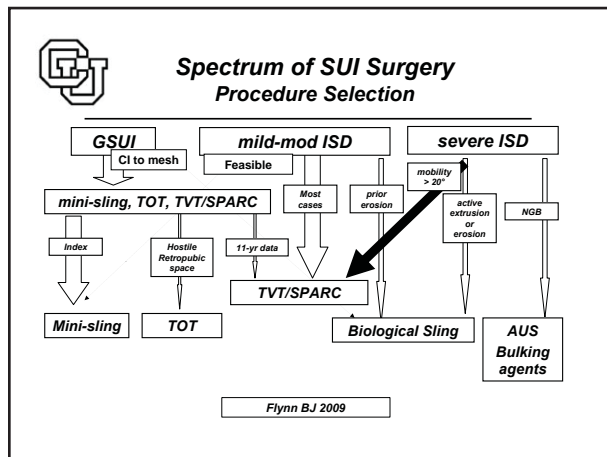 Spectrum of SUI Surgery
Procedure Selection
GSUI
mild-mod ISD
severe ISD
CI to mesh
Feasible
mobility
> 20°
mini-sling, TOT, TVT/SPARC
Most
cases
prior
erosion
active
extrusion
or
erosion
NGB
Index
Hostile
Retropubic
space
11-yr data
TVT/SPARC
Mini-sling
TOT
Biological Sling
AUS
Bulking
agents
Flynn BJ 2009